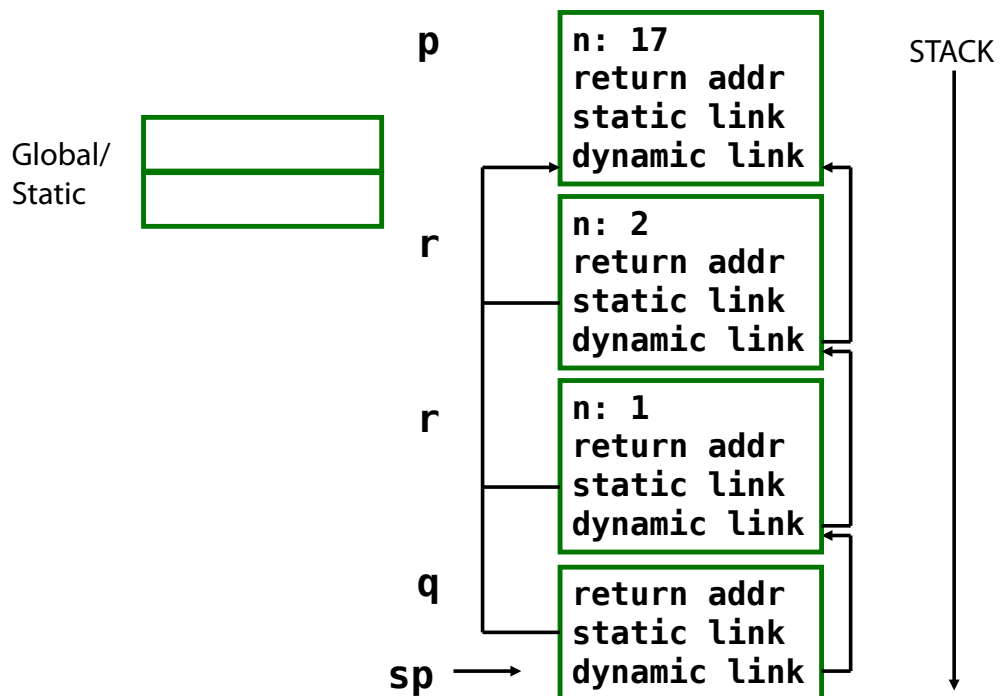 p
n: 17
return addr
static link
dynamic link
STACK
Global/
Static
r
n: 2
return addr
static link
dynamic link
r
n: 1
return addr
static link
dynamic link
q
return addr
static link
dynamic link
sp